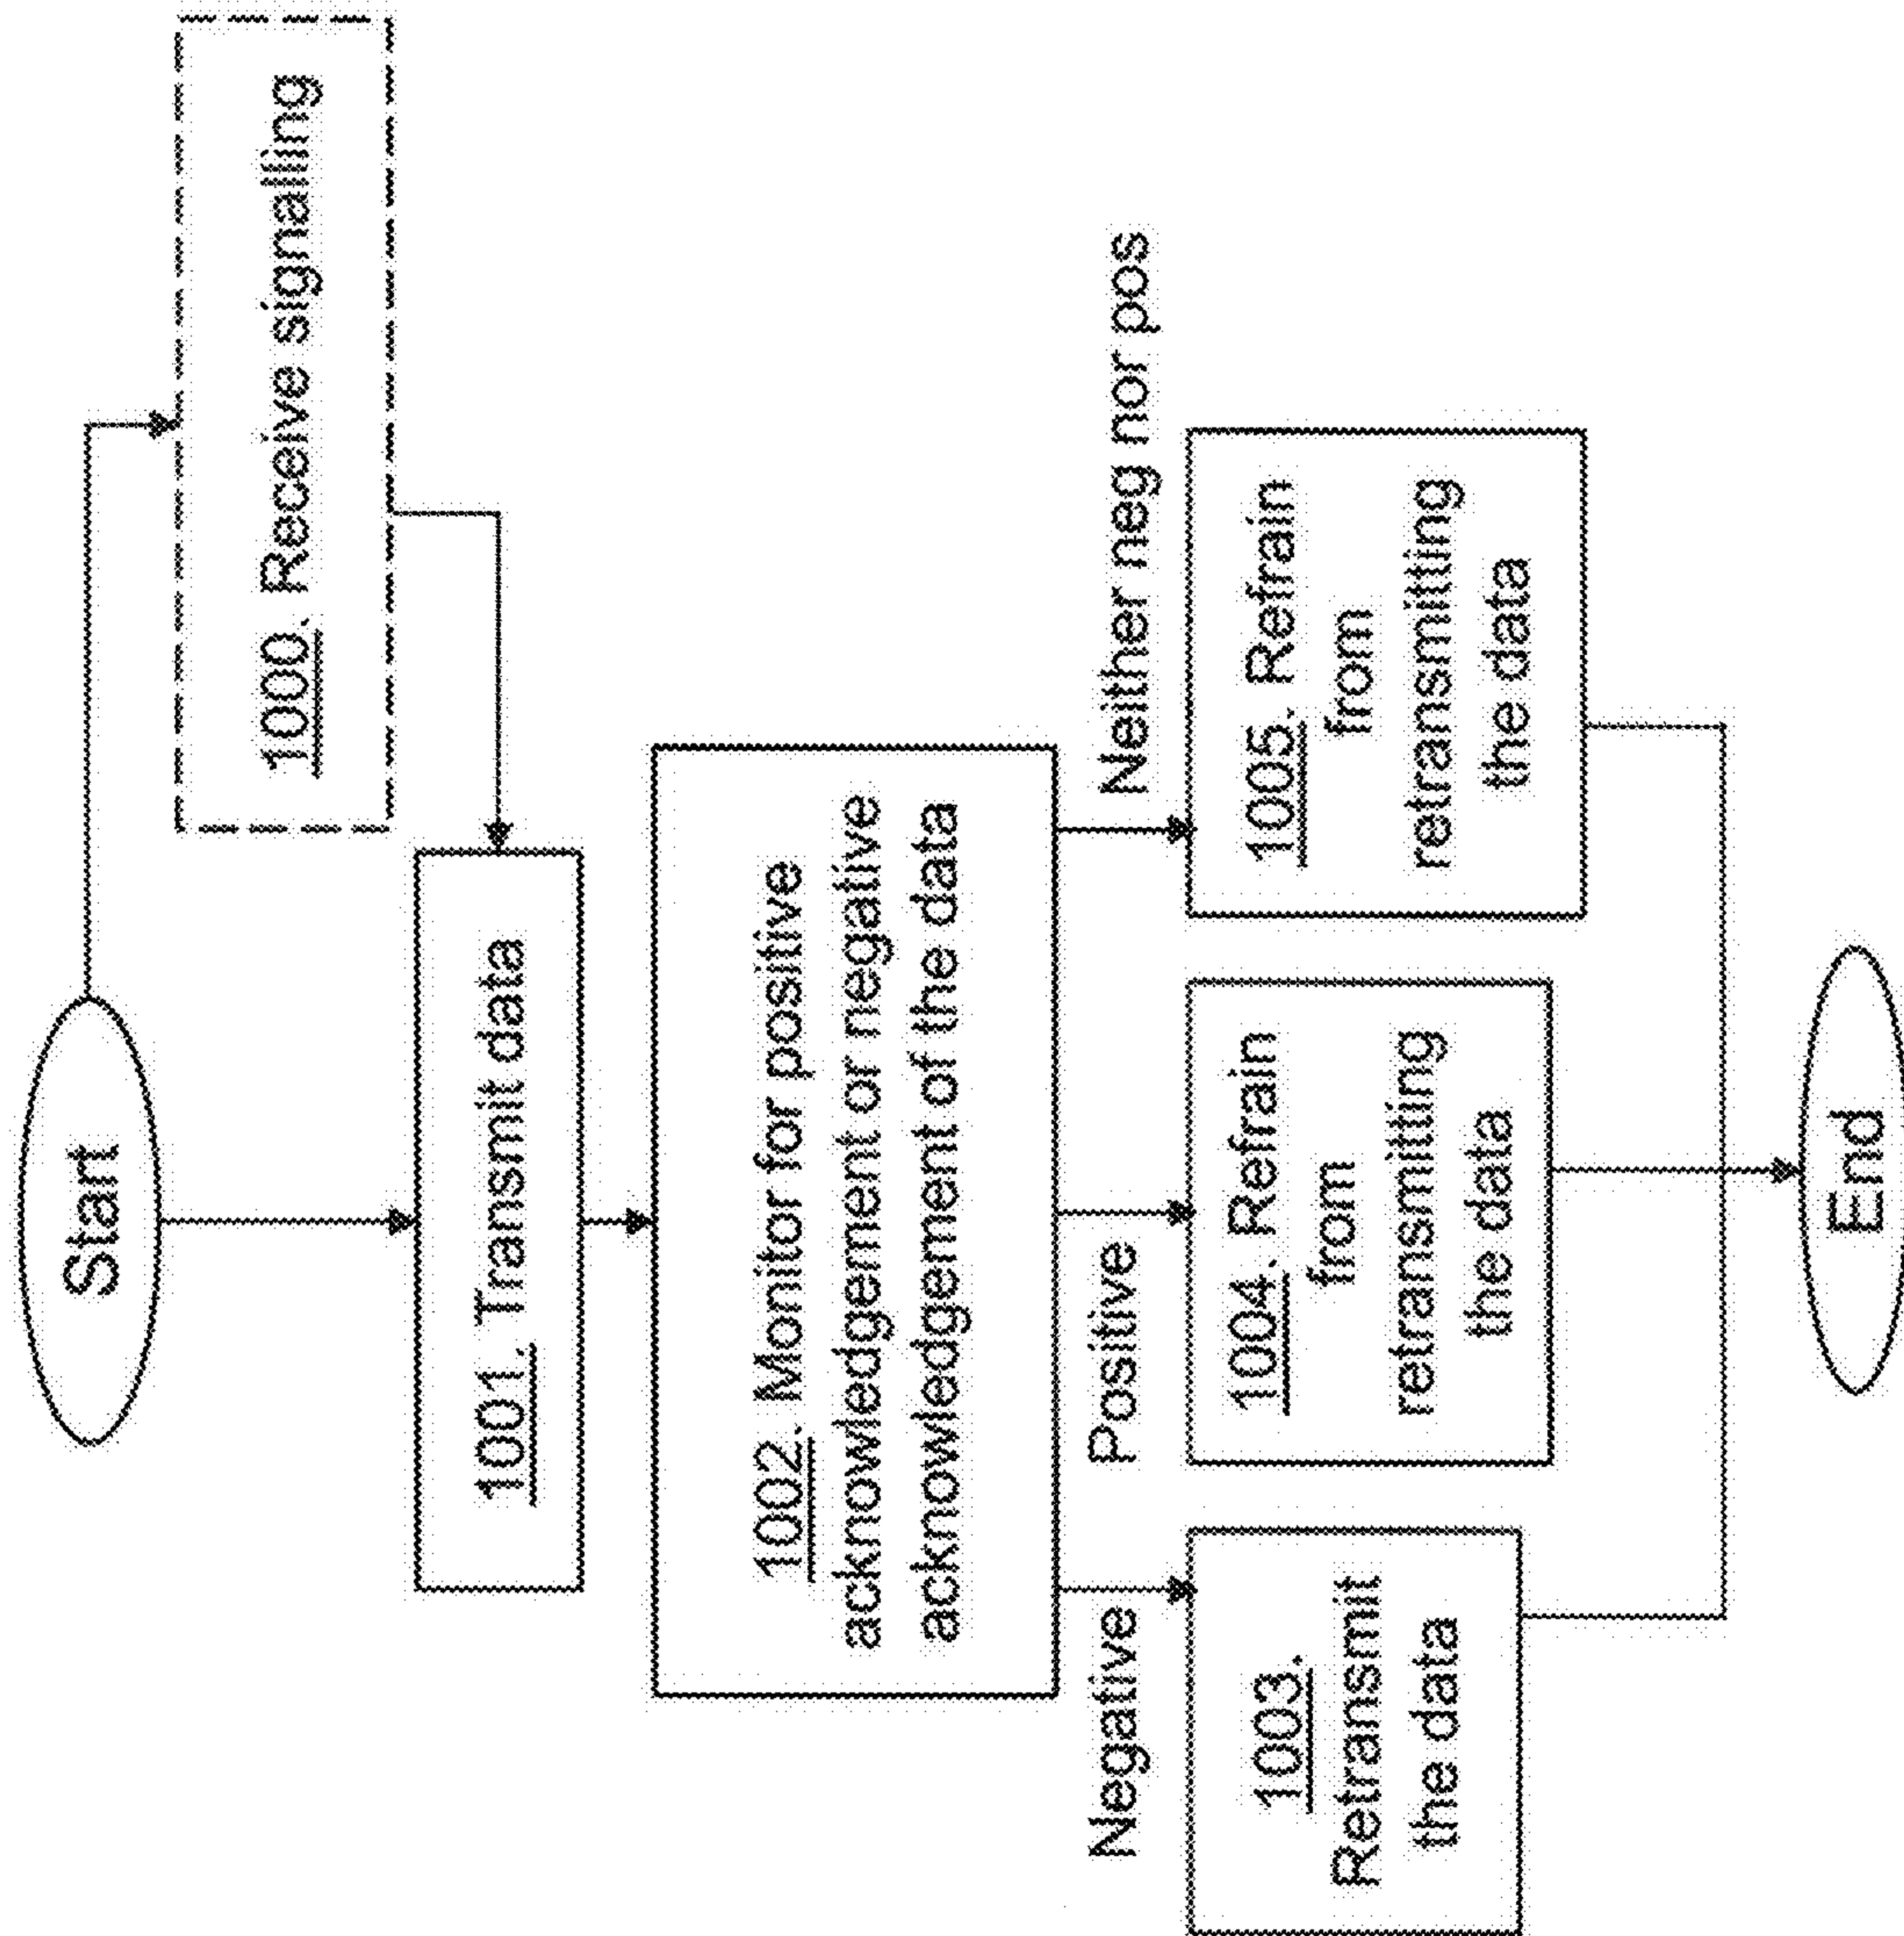 Start
1000. Receive signalling
1001. Transmit data
1002. Monitor for positive
acknowledgement or negative
acknowledgement of the data
Negative
Positive
Neither neg nor pos
1003.
Retransmit
the data
1004. Refrain
from
retransmitting
the data
1005. Refrain
from
retransmitting
the data
End